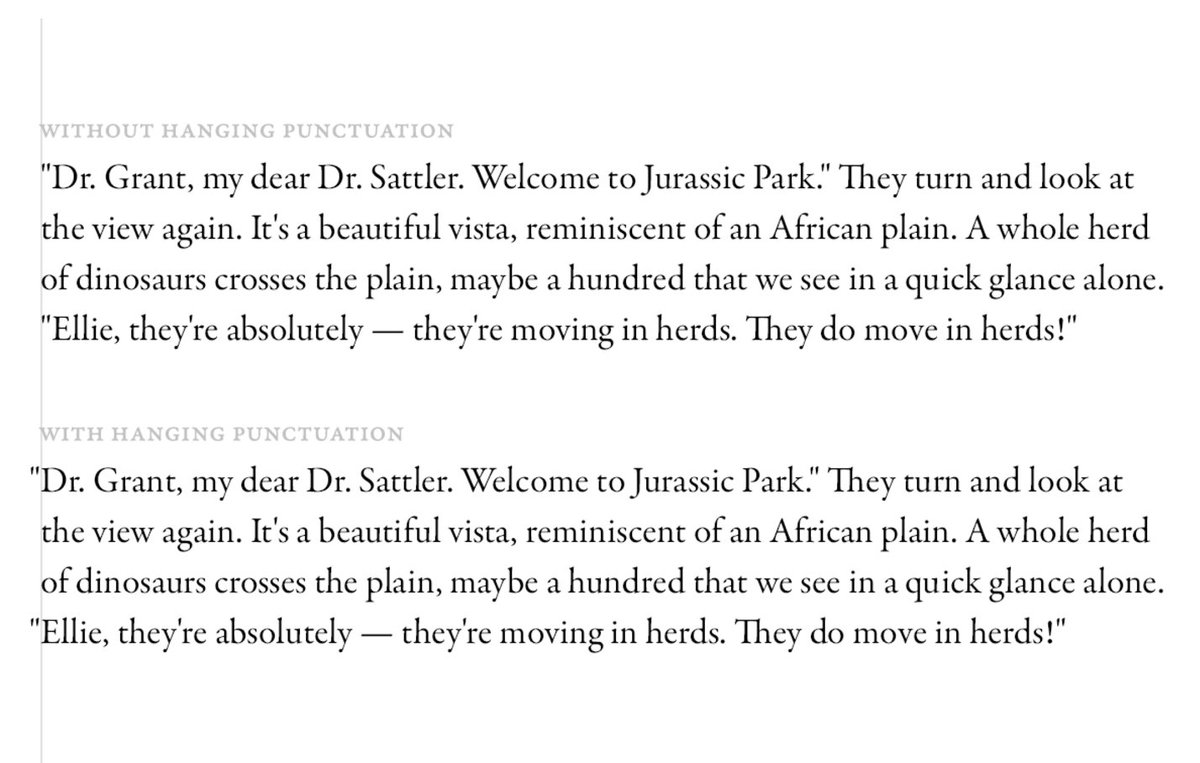 WITHOUT HANGING PUNCTUATION
"Dr. Grant, my dear Dr. Sattler. Welcome to Jurassic Park." They turn and look at
the view again. It's a beautiful vista, reminiscent of an African plain. A whole herd
of dinosaurs crosses the plain, maybe a hundred that we see in a quick glance alone.
"Ellie, they're absolutely — they're moving in herds. They do move in herds!"
WITH HANGING PUNCTUATION
"Dr. Grant, my dear Dr. Sattler. Welcome to Jurassic Park." They turn and look at
the view again. It's a beautiful vista, reminiscent of an African plain. A whole herd
of dinosaurs crosses the plain, maybe a hundred that we see in a quick glance alone.
"Ellie, they're absolutely — they're moving in herds. They do move in herds!"